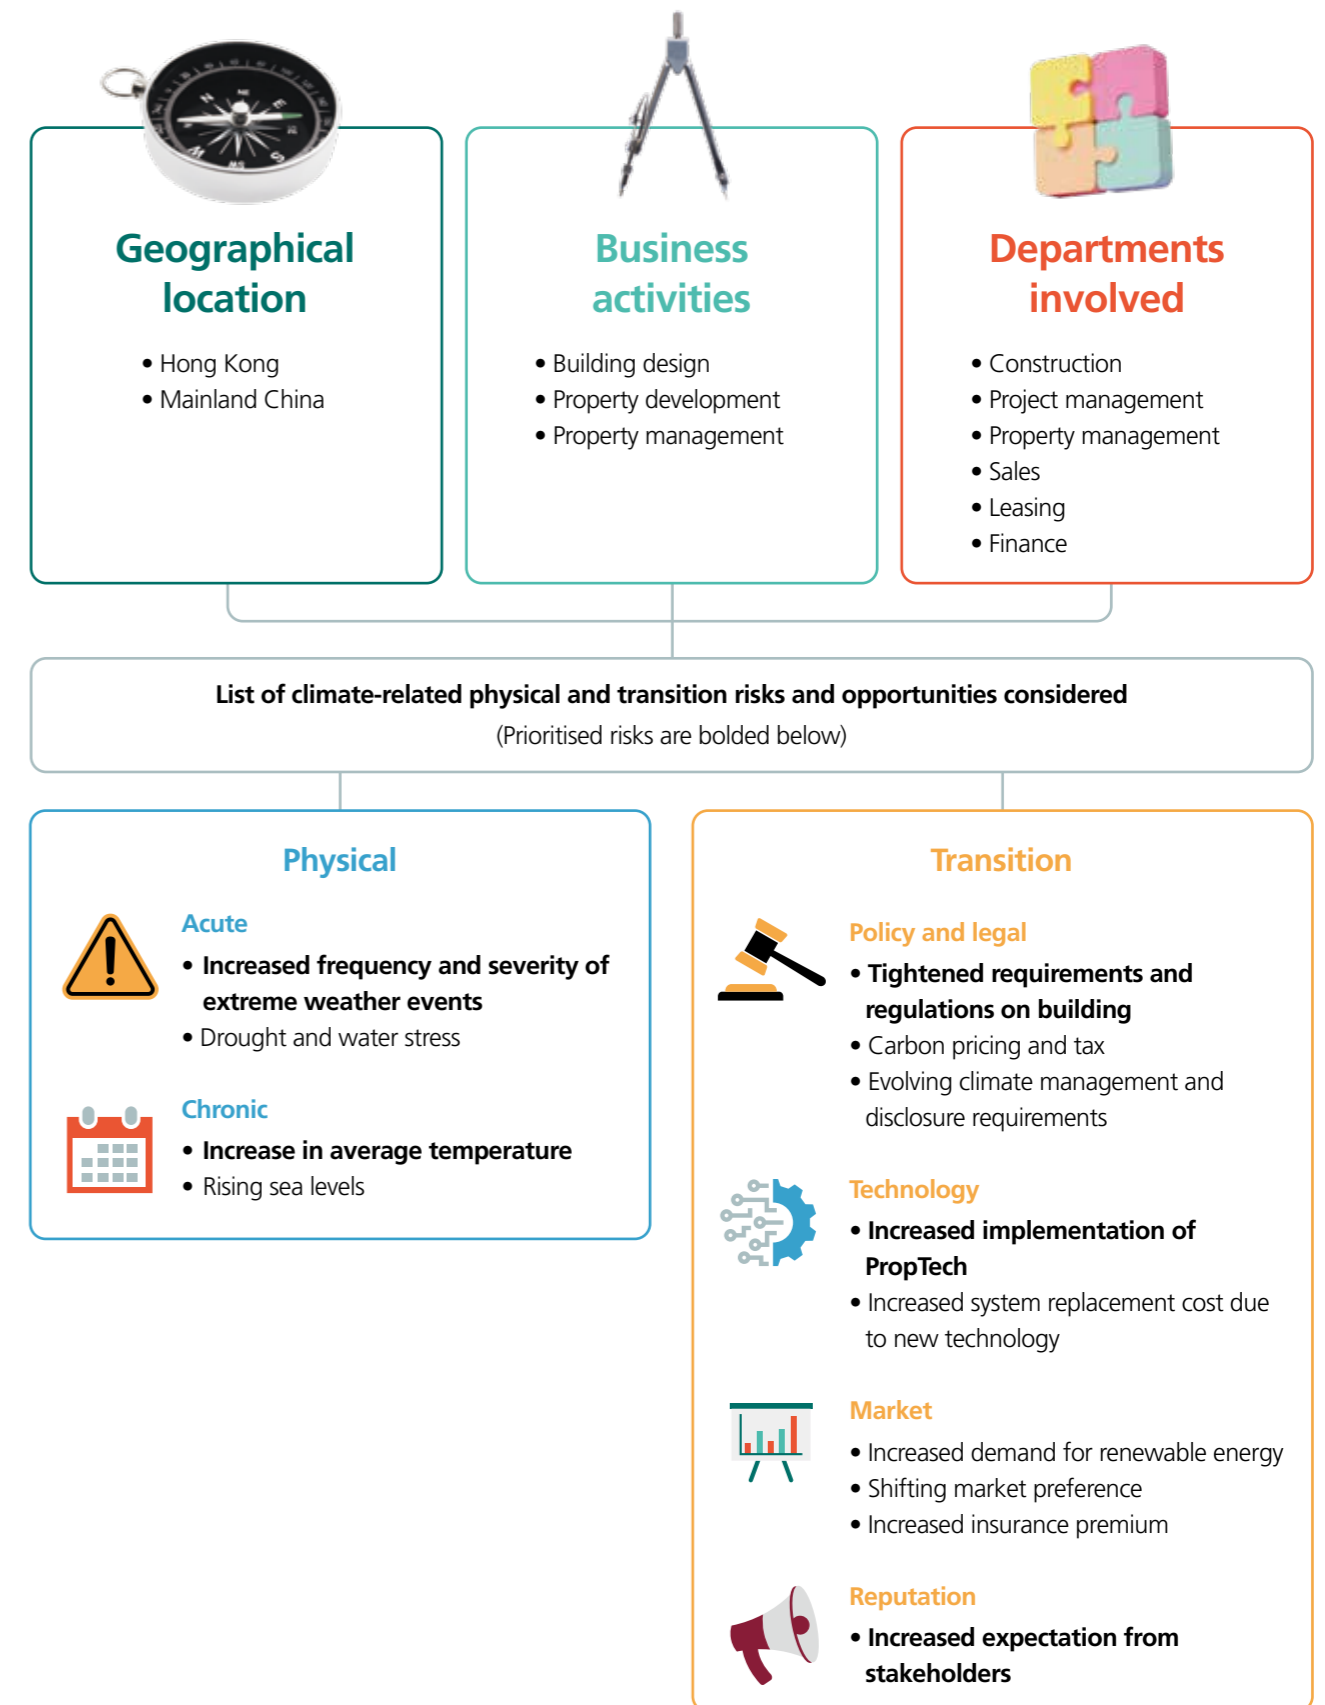 Geographical
location
• Hong Kong
• Mainland China
Business
activities
• Building design
• Property development
• Property management
Departments
involved
• Construction
• Project management
• Property management
• Sales
• Leasing
• Finance
List of climate-related physical and transition risks and opportunities considered
(Prioritised risks are bolded below)
Physical
Acute
• Increased frequency and severity of
extreme weather events
• Drought and water stress
Chronic
• Increase in average temperature
• Rising sea levels
Transition
Policy and legal
• Tightened requirements and
regulations on building
• Carbon pricing and tax
• Evolving climate management and
disclosure requirements
Technology
• Increased implementation of
PropTech
• Increased system replacement cost due
to new technology
Market
• Increased demand for renewable energy
• Shifting market preference
• Increased insurance premium
Reputation
• Increased expectation from
stakeholders